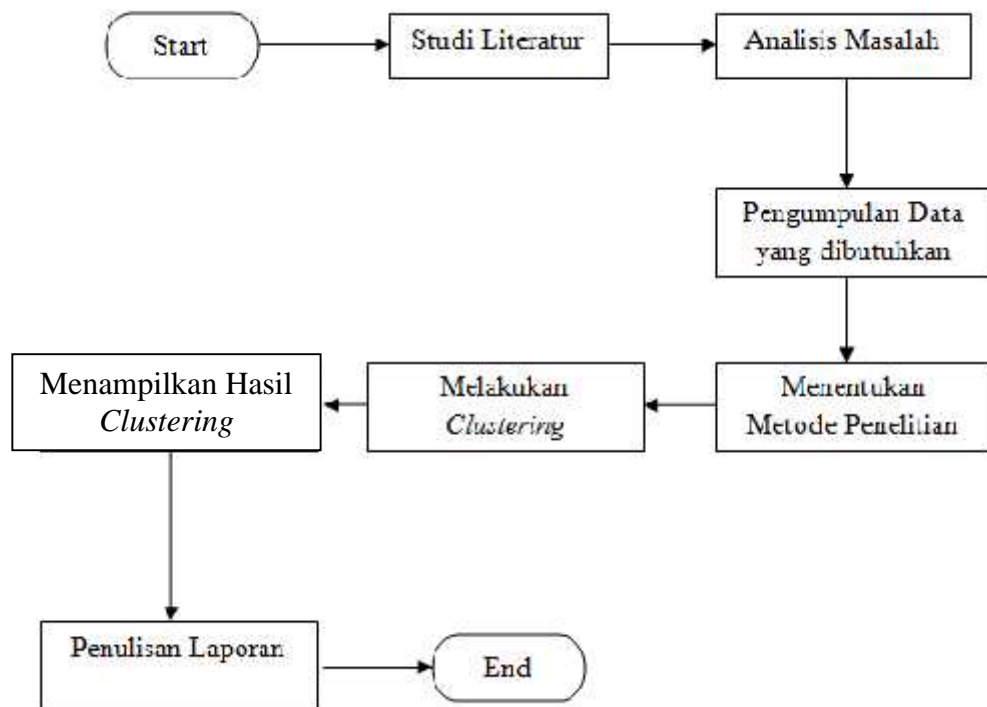 Start
Studi Literatur
Analisis Masalah
Pengumpulan Data
yang dibutuhkan
Menentukan
Metode Penelitian
Melakukan
Clustering
Menampilkan Hasil
Clustering
Penulisan Laporan
End